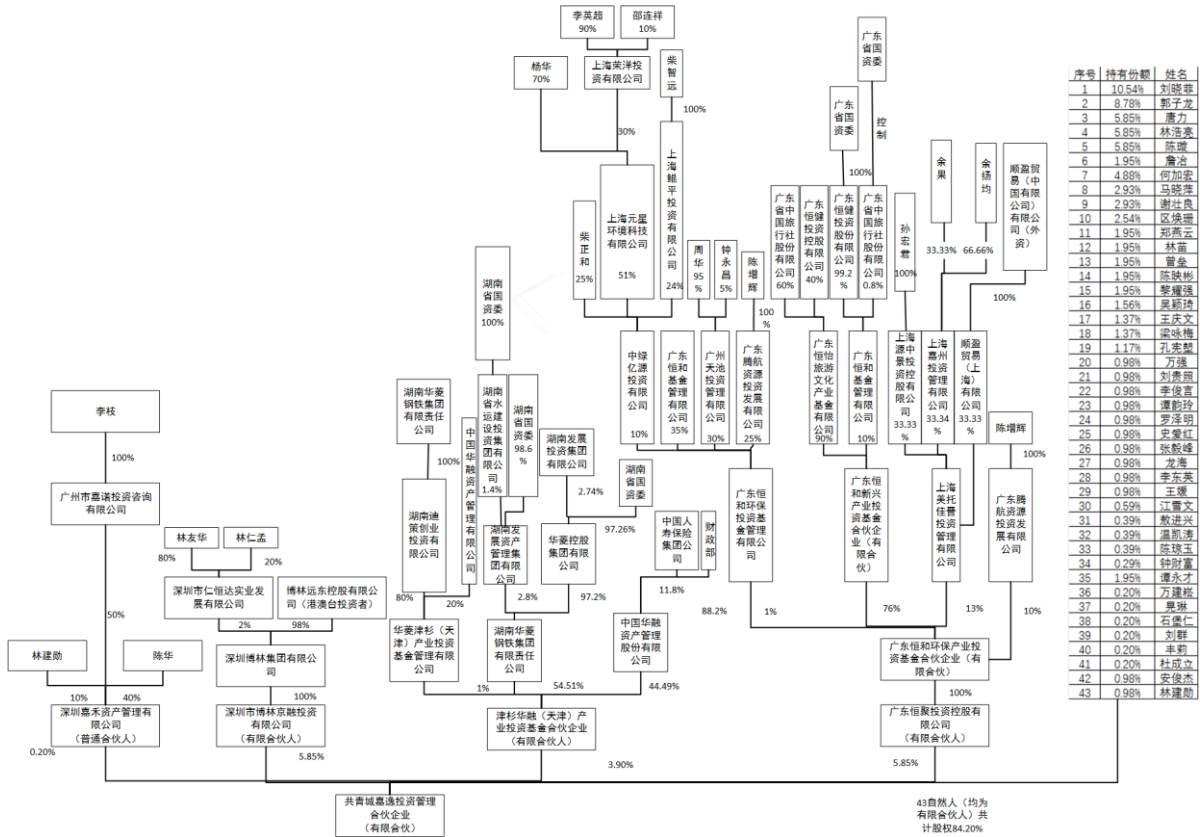 李英超
90%
邵连祥
10%
杨华
70%
上海荣洋投
资有限公司
柴智远
100%
30%
上海鲲平投资有限公司
24%
柴正和
25%
上海元星
环境科技
有限公司
51%
周华
95
%
钟永昌
5%
陈增辉
100
%
广东省国资委
广东省国资委
控制
100%
广东省中国旅行社股份有限公司
60%
广东恒健投资控股有限公司
40%
广东恒健投资股份有限公司
99.2
%
广东省中国旅行社股份有限公司
0.8%
孙宏君
100%
余果
33.33%
余扬均
66.66%
顺盈贸易（中国有限公司）有限公司（外资）
100%
湖南
省国
资委
100%
中绿亿源投资有限公司
10%
广东恒和基金管理有限公司
35%
广州天池投资管理有限公司
30%
广东腾航资源投资发展有限公司
25%
广东恒怡旅游文化产业基金有限公司
90%
广东恒和基金管理有限公司
10%
上海源中景投资控股有限公司
33.33%
上海嘉州投资管理有限公司
33.34%
顺盈贸易（上海）有限公司
33.33%
李枝
100%
广州市嘉谱投资咨询
有限公司
50%
湖南华菱
钢铁集团
有限责任
公司
100%
中国华融资产管理有限公司
20%
湖南省水运建设投资集团有限公司
1.4%
湖南省国资委
98.6
%
湖南发展
投资集团
有限公司
2.74%
湖南省国资委
97.26%
湖南迪策创业投资有限公司
80%
湖南发展资产管理集团有限公司
2.8%
华菱控股
集团有限
公司
97.2%
中国人寿保险集团公司
11.8%
财政部
88.2%
广东恒和环保投资基金管理有限公司
1%
广东恒和新兴产业投资基金合伙企业（有限合伙）
76%
上海美托佳晋投资管理有限公司
13%
陈增辉
100%
广东腾航资源投资发展有限公司
10%
林友华
80%
林仁孟
20%
深圳市仁恒达实业发
展有限公司
2%
博林远东控股有限公
司（港澳台投资者）
98%
林建勋
10%
陈华
40%
深圳博林集团有限公
司
100%
华菱津杉（天
津）产业投资
基金管理有限
公司
1%
湖南华菱
钢铁集团
有限责任
公司
54.51%
中国华融
资产管理
股份有限
公司
44.49%
广东恒和环保产业投
资基金合伙企业（有
限合伙）
100%
深圳嘉禾资产管理有
限公司
（普通合伙人）
0.20%
深圳市博林京融投资
有限公司
（有限合伙人）
5.85%
津杉华融（天津）产
业投资基金合伙企业
（有限合伙人）
3.90%
广东恒聚投资控股有
限公司
（有限合伙人）
5.85%
共青城嘉逸投资管理
合伙企业
（有限合伙）
43自然人（均为
有限合伙人）共
计股权84.20%
序号 持有份额 姓名
1 10.54% 刘晓菲
2 8.78% 郭子龙
3 5.85% 唐力
4 5.85% 林浩亮
5 5.85% 陈璇
6 1.95% 詹冶
7 4.88% 何加宏
8 2.93% 马晓萍
9 2.93% 谢壮良
10 2.54% 区焕珊
11 1.95% 郑燕云
12 1.95% 林苗
13 1.95% 曾垒
14 1.95% 陈映彬
15 1.95% 黎耀强
16 1.56% 吴颖琦
17 1.37% 王庆文
18 1.37% 梁咏梅
19 1.17% 孔宪塱
20 0.98% 万强
21 0.98% 刘贵照
22 0.98% 李俊言
23 0.98% 谭韵玲
24 0.98% 罗泽明
25 0.98% 史爱红
26 0.98% 张毅峰
27 0.98% 龙海
28 0.98% 李东英
29 0.98% 王媛
30 0.59% 江雪文
31 0.39% 敖进兴
32 0.39% 温凯涛
33 0.39% 陈琼玉
34 0.29% 钟财富
35 1.95% 谭永才
36 0.20% 万建崧
37 0.20% 晃琳
38 0.20% 石堡仁
39 0.20% 刘群
40 0.20% 丰莉
41 0.20% 杜成立
42 0.98% 安俊杰
43 0.98% 林建勋